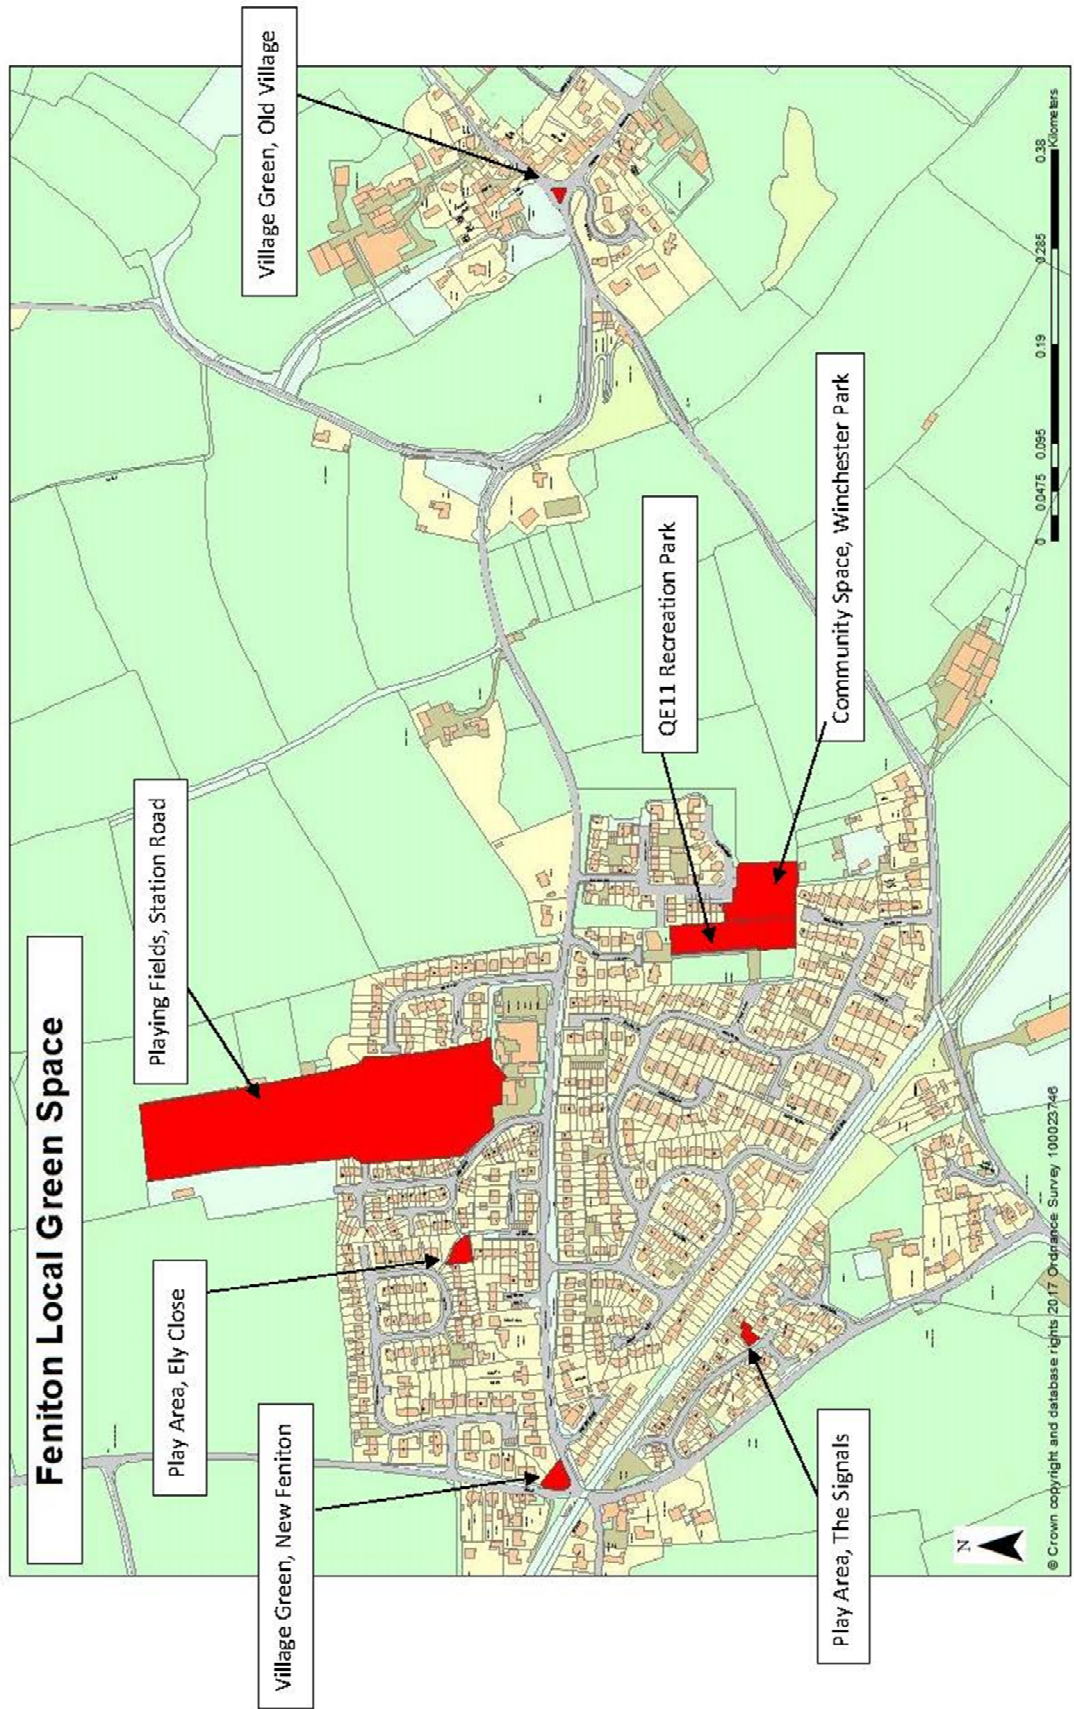 Feniton Local Green Space
Village Green, New Feniton
Play Area, Ely Close
Playing Fields, Station Road
Village Green, Old Village
QE11 Recreation Park
Community Space, Winchester Park
Play Area, The Signals
N
0 0.0475 0.095 0.19 0.285 0.38
Kilometers
© Crown copyright and database rights 2017 Ordnance Survey 100023746